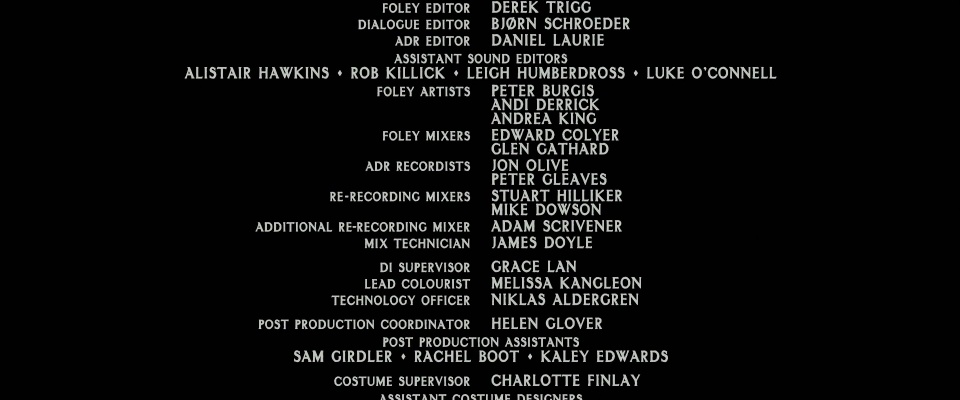 FOLEY EDITOR DEREK TRIGG
DIALOGUE EDITOR BJØRN SCHROEDER
ADR EDITOR DANIEL LAURIE
ASSISTANT SOUND EDITORS
ALISTAIR HAWKINS • ROB KILLICK • LEIGH HUMBERDROSS • LUKE O'CONNELL
FOLEY ARTISTS PETER BURGIS
ANDI DERRICK
ANDREA KING
FOLEY MIXERS EDWARD COLYER
GLEN GATHARD
ADR RECORDISTS JON OLIVE
PETER GLEAVES
RE-RECORDING MIXERS STUART HILLIKER
MIKE DOWSON
ADDITIONAL RE-RECORDING MIXER ADAM SCRIVENER
MIX TECHNICIAN JAMES DOYLE
DI SUPERVISOR GRACE LAN
LEAD COLOURIST MELISSA KANGLEON
TECHNOLOGY OFFICER NIKLAS ALDERGREN
POST PRODUCTION COORDINATOR HELEN GLOVER
POST PRODUCTION ASSISTANTS
SAM GIRDLER • RACHEL BOOT • KALEY EDWARDS
COSTUME SUPERVISOR CHARLOTTE FINLAY
ASSISTANT COSTUME DESIGNERS